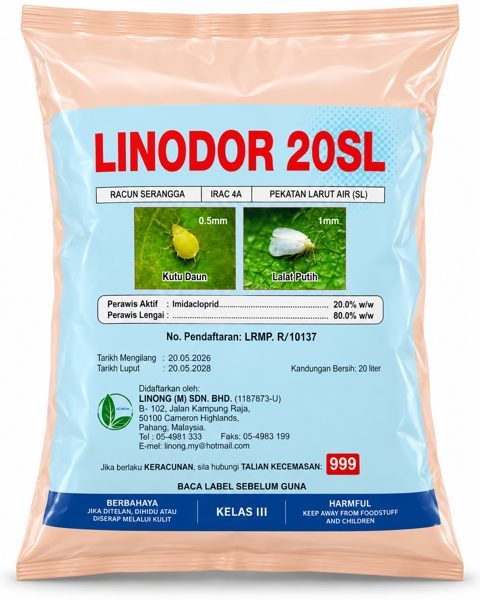 LINODOR 20SL
RACUN SERANGGA | IRAC 4A | PEKATAN LARUT AIR (SL)
0.5mm
Kutu Daun
1mm
Lalat Putih
Perawis Aktif : Imidacloprid........................................ 20.0% w/w
Perawis Lengai : ........................................................ 80.0% w/w
No. Pendaftaran: LRMP. R/10137
Tarikh Mengilang : 20.05.2026
Tarikh Luput : 20.05.2028
Kandungan Bersih: 20 liter
Didaftarkan oleh:
LINONG (M) SDN. BHD. (1187873-U)
B- 102, Jalan Kampung Raja,
50100 Cameron Highlands,
Pahang, Malaysia.
Tel : 05-4981 333 Faks: 05-4983 199
E-mel: linong.my@hotmail.com
Jika berlaku KERACUNAN, sila hubungi TALIAN KECEMASAN: 999
BACA LABEL SEBELUM GUNA
BERBAHAYA
JIKA DITELAN, DIHIDU ATAU
DISERAP MELALUI KULIT
KELAS III
HARMFUL
KEEP AWAY FROM FOODSTUFF
AND CHILDREN